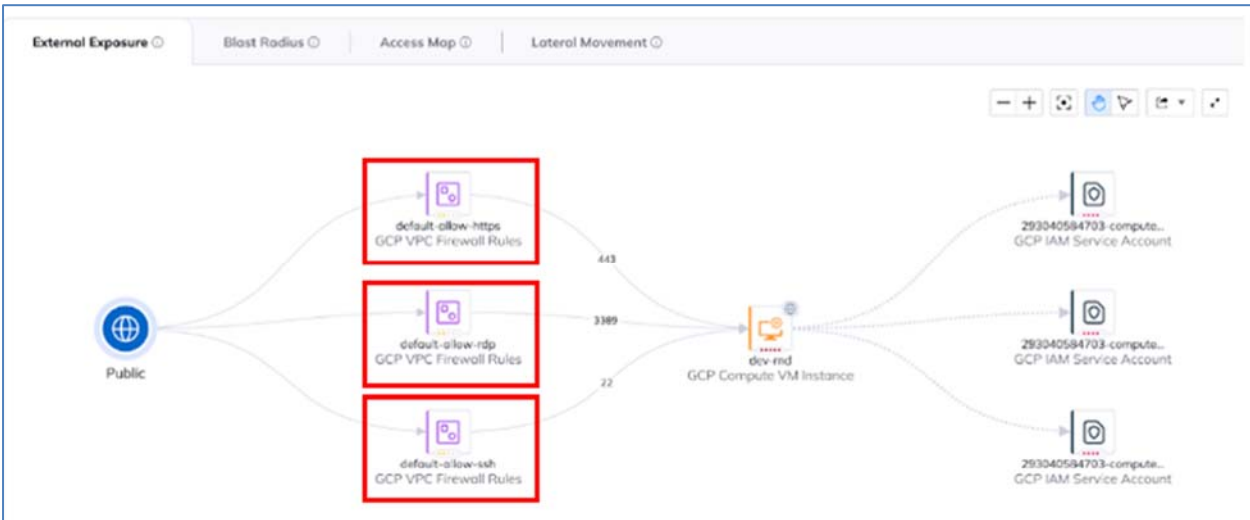 External Exposure
Blast Radius
Access Map
Lateral Movement
default-allow-https
GCP VPC Firewall Rules
293040584703-compute...
GCP IAM Service Account
443
Public
default-allow-rdp
GCP VPC Firewall Rules
3389
dev-rnd
GCP Compute VM Instance
293040584703-compute...
GCP IAM Service Account
22
default-allow-ssh
GCP VPC Firewall Rules
293040584703-compute...
GCP IAM Service Account